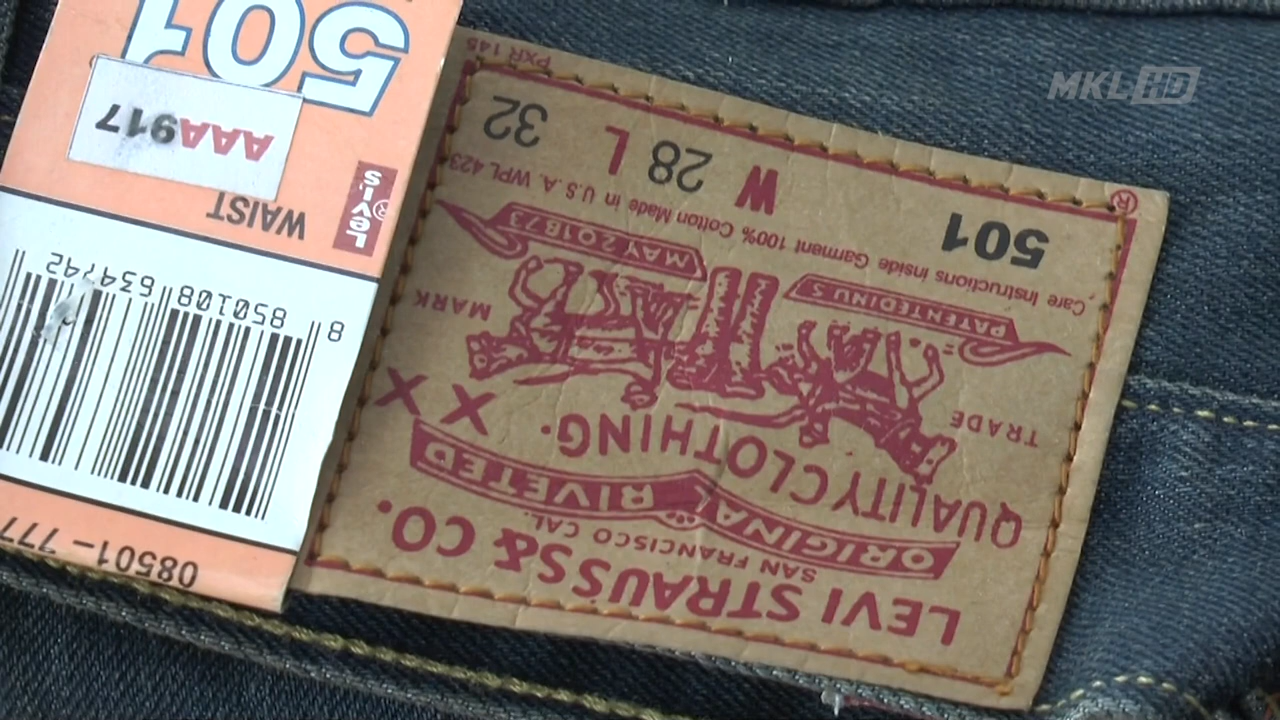 MKL HD
LEVI STRAUSS & CO.
SAN FRANCISCO CAL.
ORIGINAL RIVETED
QUALITY CLOTHING.
TRADE MARK
XX
PATENTED IN U S
MAY 20 1873
Care Instructions inside Garment 100% Cotton Made in U.S.A. WPL 423
501
W 28 L 32
®
PXR 145
08501-777
8 850108 634742
WAIST
Levi's®
AAA917
501